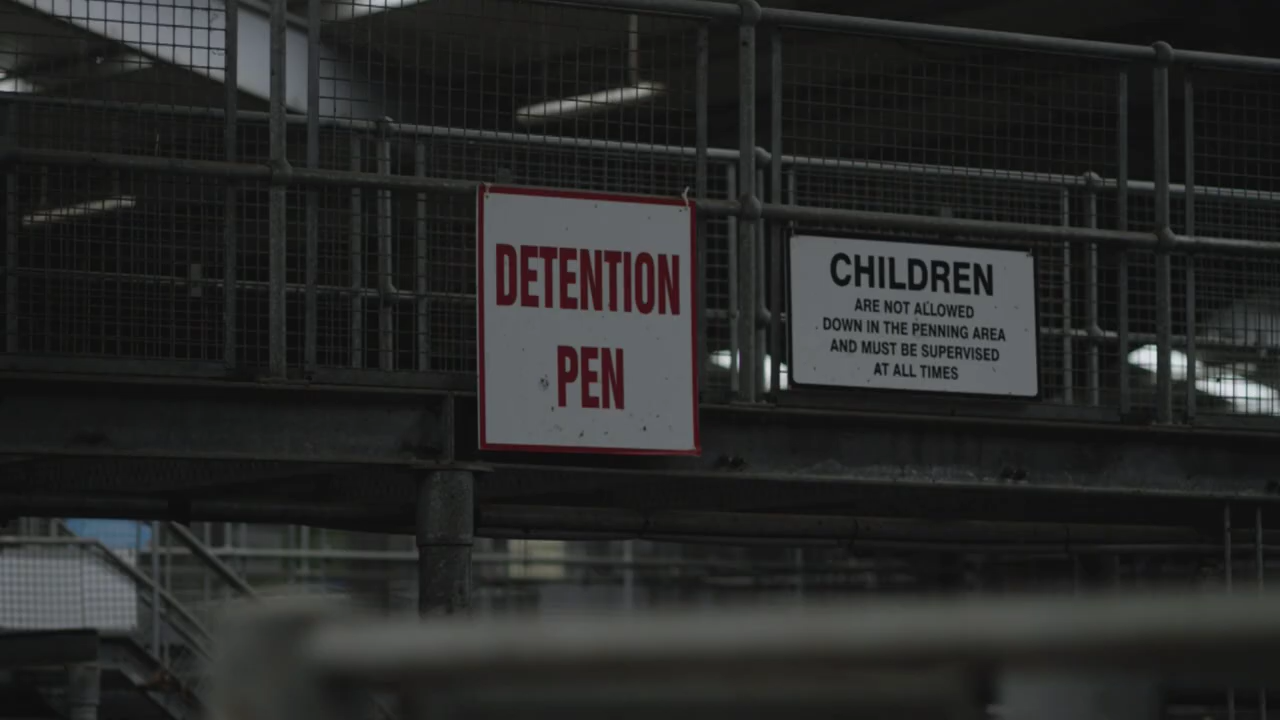 DETENTION
PEN
CHILDREN
ARE NOT ALLOWED
DOWN IN THE PENNING AREA
AND MUST BE SUPERVISED
AT ALL TIMES